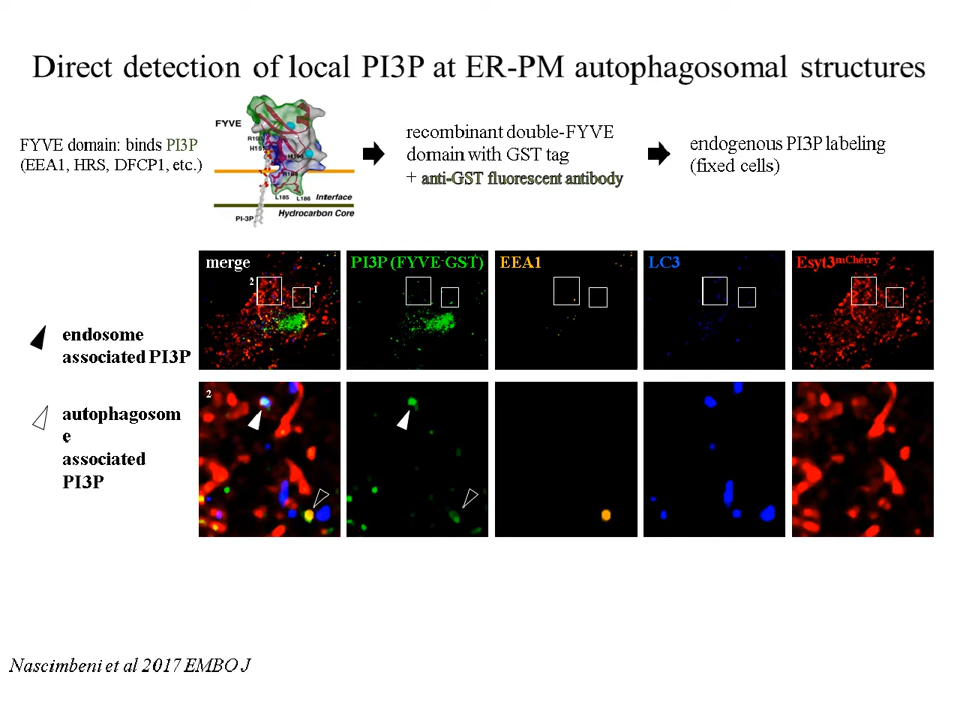 Direct detection of local PI3P at ER-PM autophagosomal structures
FYVE domain: binds PI3P
(EEA1, HRS, DFCP1, etc.)
FYVE
L185
L186
Interface
PI-3P
Hydrocarbon Core
recombinant double-FYVE
domain with GST tag
+ anti-GST fluorescent antibody
endogenous PI3P labeling
(fixed cells)
merge
2
1
PI3P (FYVE-GST)
EEA1
LC3
Esyt3mCherry
endosome
associated PI3P
autophagosom
e
associated
PI3P
2
Nascimbeni et al 2017 EMBO J